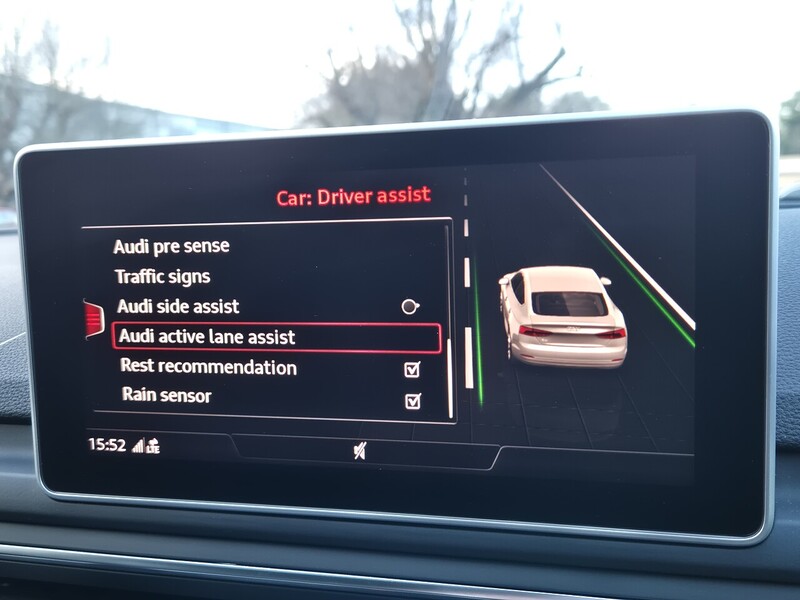 Car: Driver assist
Audi pre sense
Traffic signs
Audi side assist
Audi active lane assist
Rest recommendation
Rain sensor
15:52 LTE